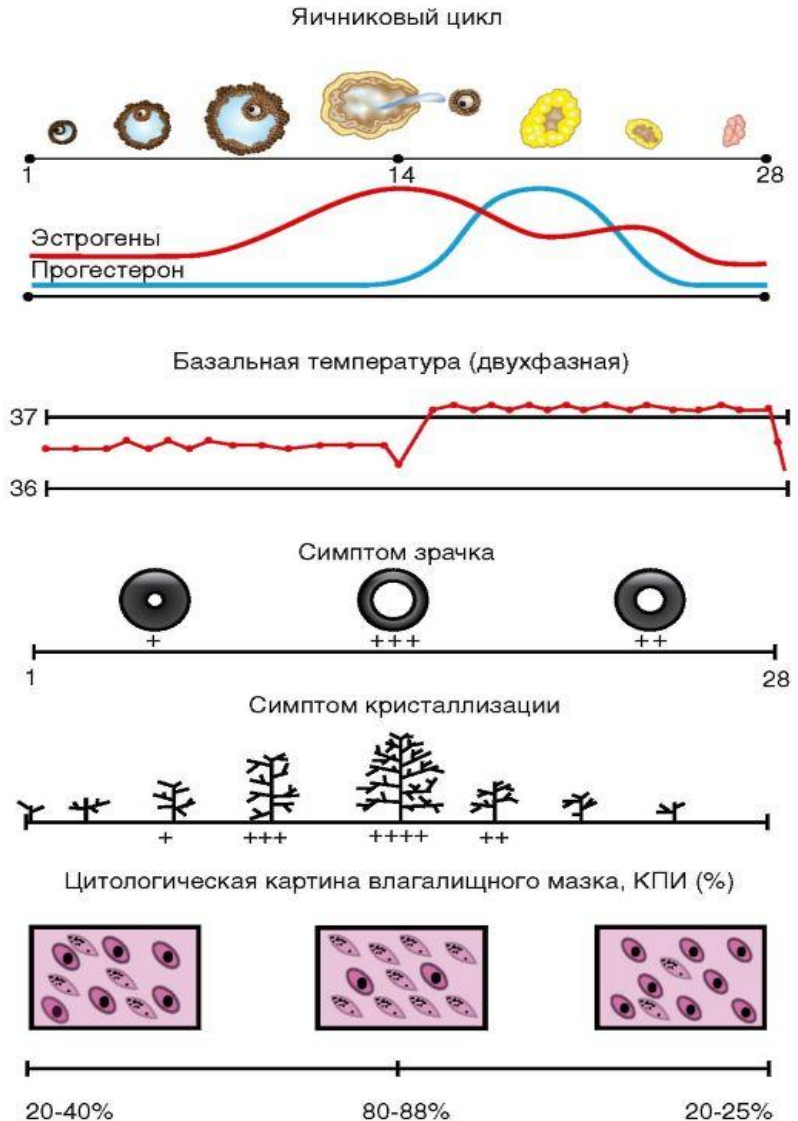 Яичниковый цикл
1 14 28
Эстрогены
Прогестерон
Базальная температура (двухфазная)
37
36
Симптом зрачка
+ +++ ++
1 28
Симптом кристаллизации
+ +++ ++++ ++
Цитологическая картина влагалищного мазка, КПИ (%)
20-40% 80-88% 20-25%